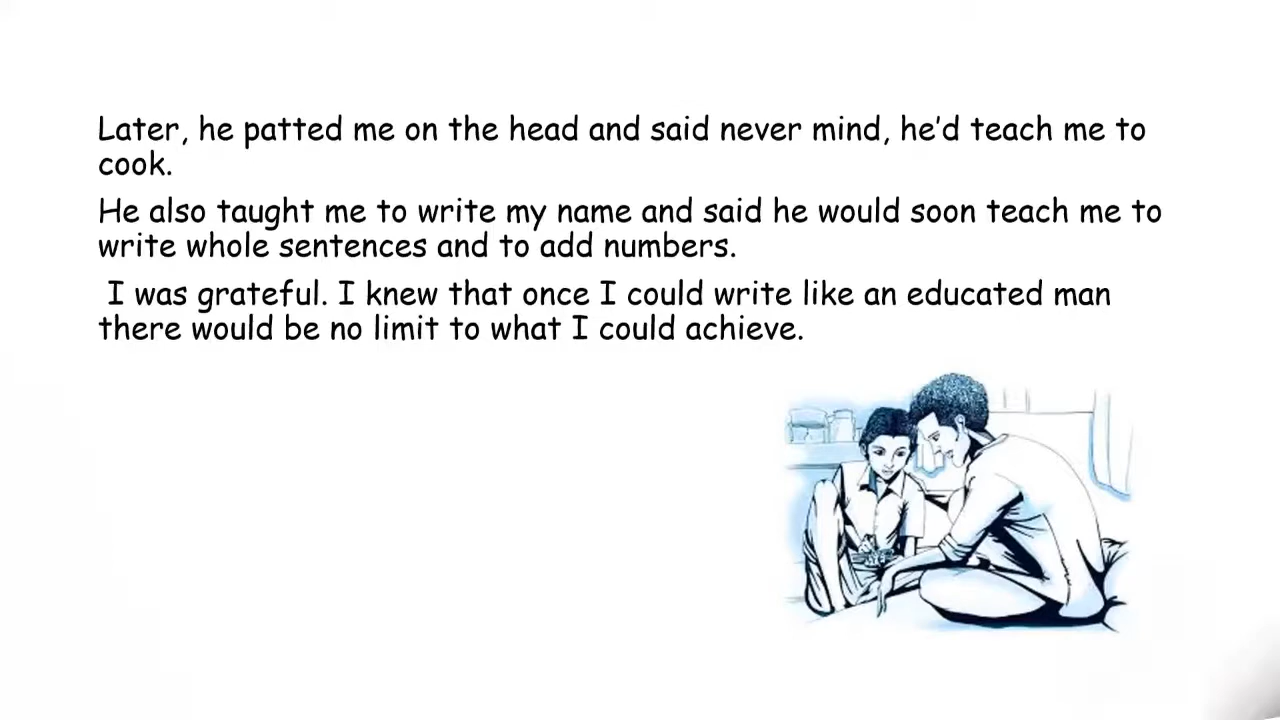 Later, he patted me on the head and said never mind, he’d teach me to
cook.
He also taught me to write my name and said he would soon teach me to
write whole sentences and to add numbers.
I was grateful. I knew that once I could write like an educated man
there would be no limit to what I could achieve.